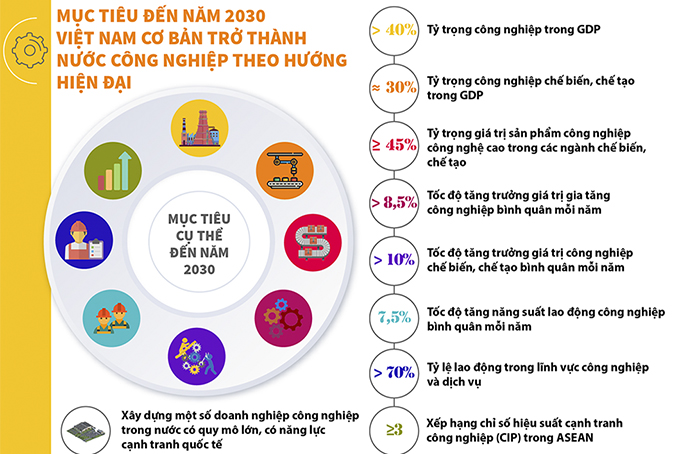 MỤC TIÊU ĐẾN NĂM 2030
VIỆT NAM CƠ BẢN TRỞ THÀNH
NƯỚC CÔNG NGHIỆP THEO HƯỚNG
HIỆN ĐẠI
MỤC TIÊU
CỤ THỂ
ĐẾN NĂM
2030
> 40%
Tỷ trọng công nghiệp trong GDP
≈ 30%
Tỷ trọng công nghiệp chế biến, chế tạo
trong GDP
≥ 45%
Tỷ trọng giá trị sản phẩm công nghiệp
công nghệ cao trong các ngành chế biến,
chế tạo
> 8,5%
Tốc độ tăng trưởng giá trị gia tăng
công nghiệp bình quân mỗi năm
> 10%
Tốc độ tăng trưởng giá trị công nghiệp
chế biến, chế tạo bình quân mỗi năm
7,5%
Tốc độ tăng năng suất lao động công nghiệp
bình quân mỗi năm
> 70%
Tỷ lệ lao động trong lĩnh vực công nghiệp
và dịch vụ
≥3
Xếp hạng chỉ số hiệu suất cạnh tranh
công nghiệp (CIP) trong ASEAN
Xây dựng một số doanh nghiệp công nghiệp
trong nước có quy mô lớn, có năng lực
cạnh tranh quốc tế